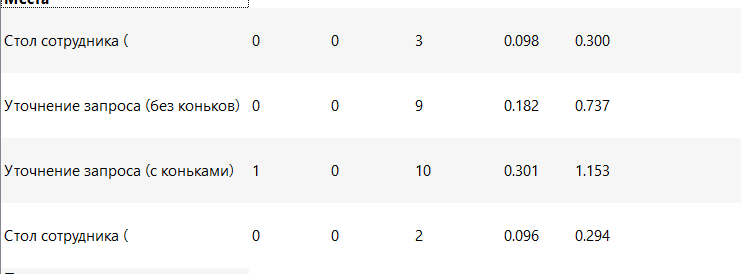 Места
Стол сотрудника ( 0 0 3 0.098 0.300
Уточнение запроса (без коньков) 0 0 9 0.182 0.737
Уточнение запроса (с коньками) 1 0 10 0.301 1.153
Стол сотрудника ( 0 0 2 0.096 0.294